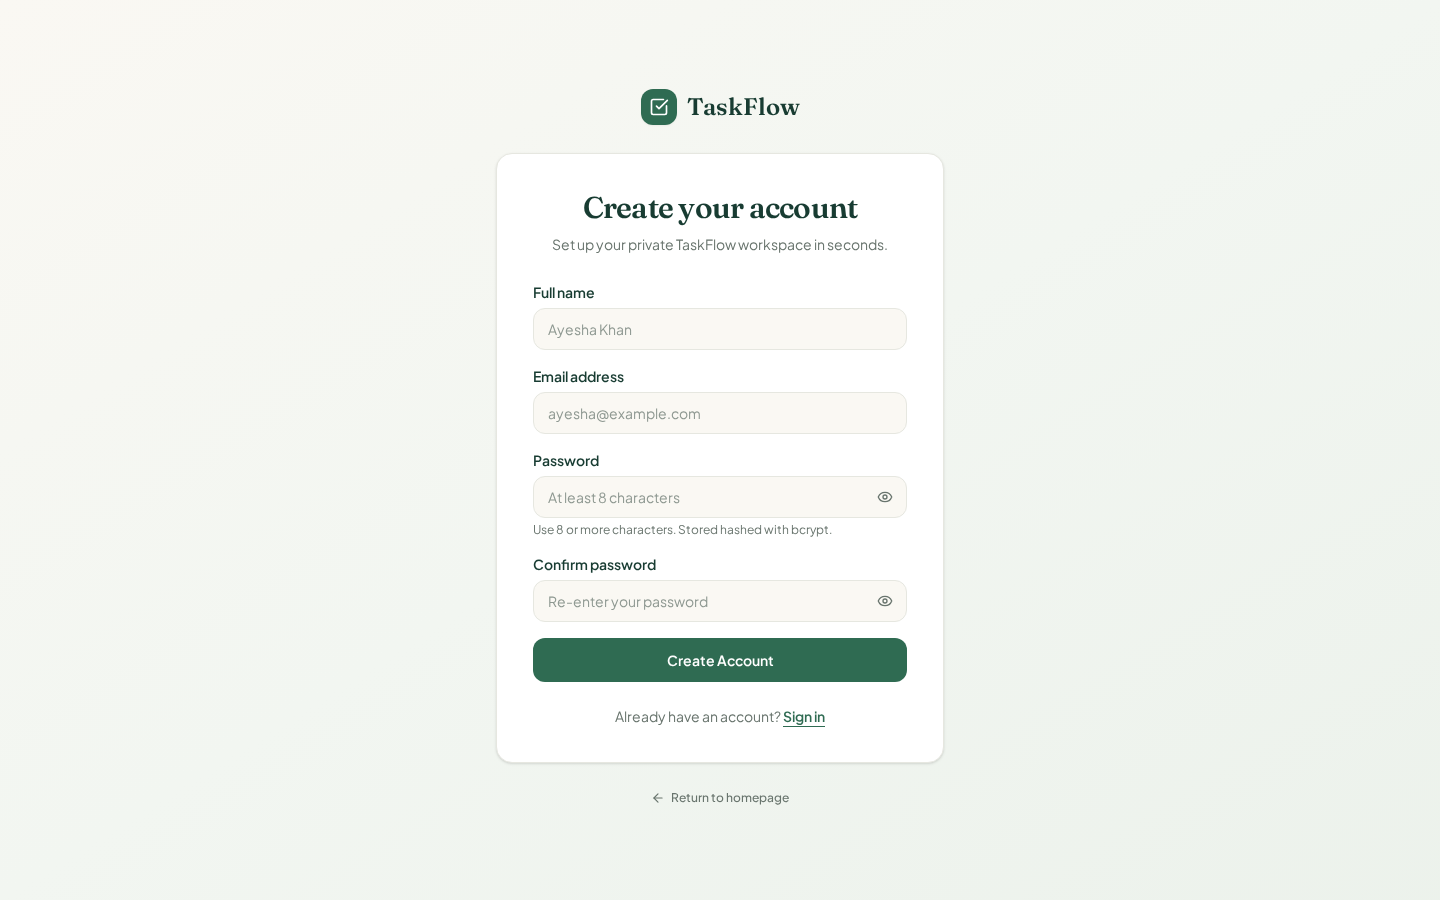 TaskFlow
Create your account
Set up your private TaskFlow workspace in seconds.
Full name
Ayesha Khan
Email address
ayesha@example.com
Password
At least 8 characters
Use 8 or more characters. Stored hashed with bcrypt.
Confirm password
Re-enter your password
Create Account
Already have an account? Sign in
Return to homepage